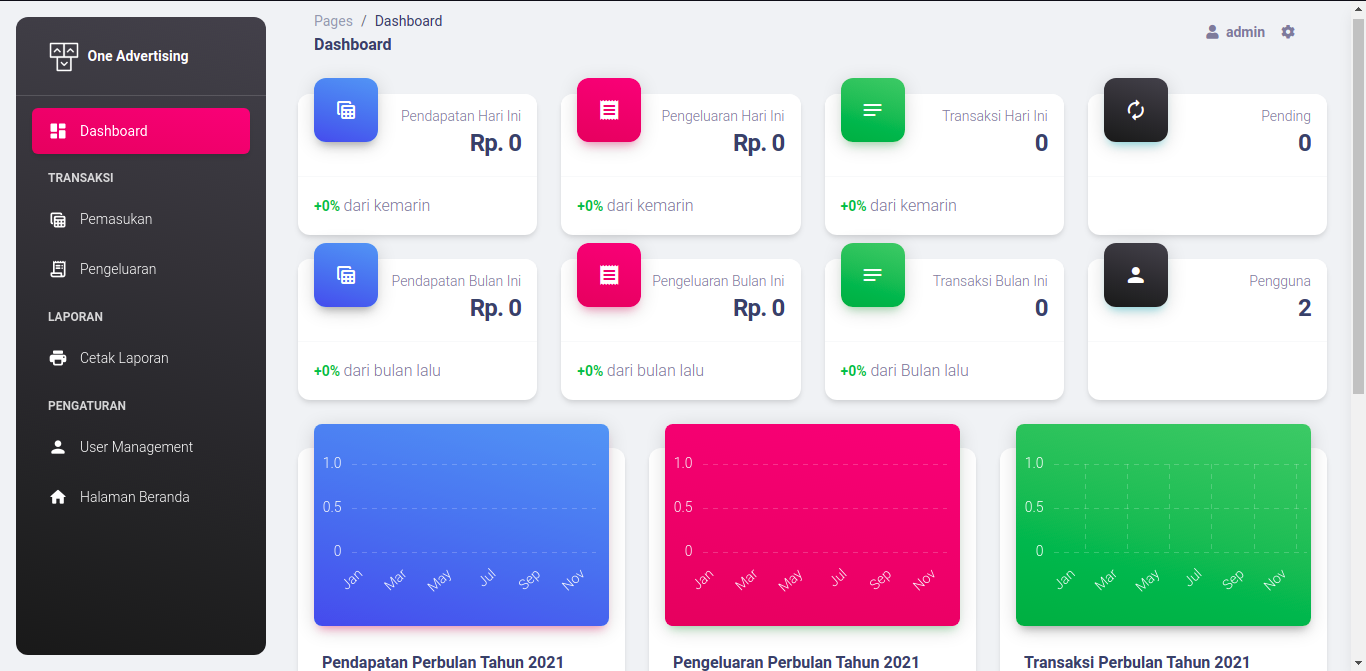 One Advertising
Dashboard
TRANSAKSI
Pemasukan
Pengeluaran
LAPORAN
Cetak Laporan
PENGATURAN
User Management
Halaman Beranda
Pages / Dashboard
Dashboard
admin
Pendapatan Hari Ini
Rp. 0
+0% dari kemarin
Pengeluaran Hari Ini
Rp. 0
+0% dari kemarin
Transaksi Hari Ini
0
+0% dari kemarin
Pending
0
Pendapatan Bulan Ini
Rp. 0
+0% dari bulan lalu
Pengeluaran Bulan Ini
Rp. 0
+0% dari bulan lalu
Transaksi Bulan Ini
0
+0% dari Bulan lalu
Pengguna
2
1.0
0.5
0
Jan Mar May Jul Sep Nov
Pendapatan Perbulan Tahun 2021
1.0
0.5
0
Jan Mar May Jul Sep Nov
Pengeluaran Perbulan Tahun 2021
1.0
0.5
0
Jan Mar May Jul Sep Nov
Transaksi Perbulan Tahun 2021